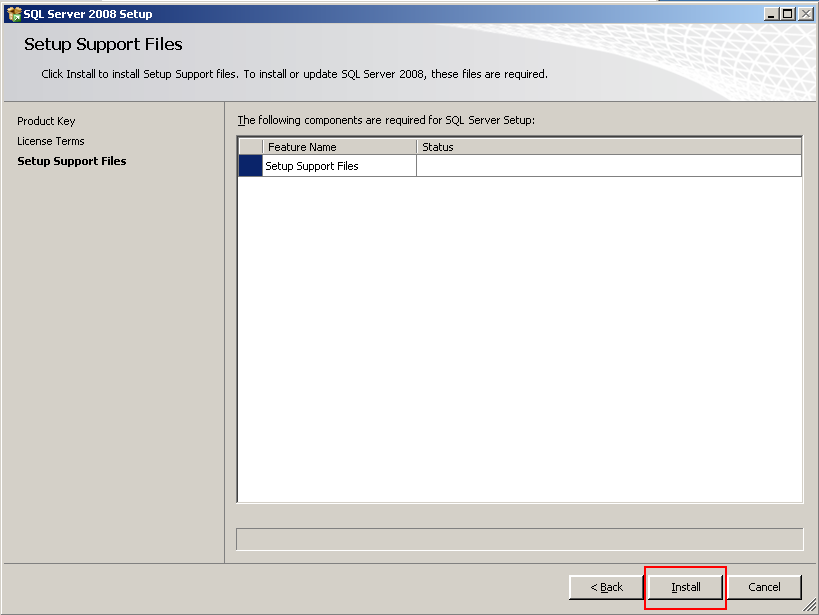 SQL Server 2008 Setup
Setup Support Files
Click Install to install Setup Support files. To install or update SQL Server 2008, these files are required.
Product Key
License Terms
Setup Support Files
The following components are required for SQL Server Setup:
Feature Name Status
Setup Support Files
< Back Install Cancel